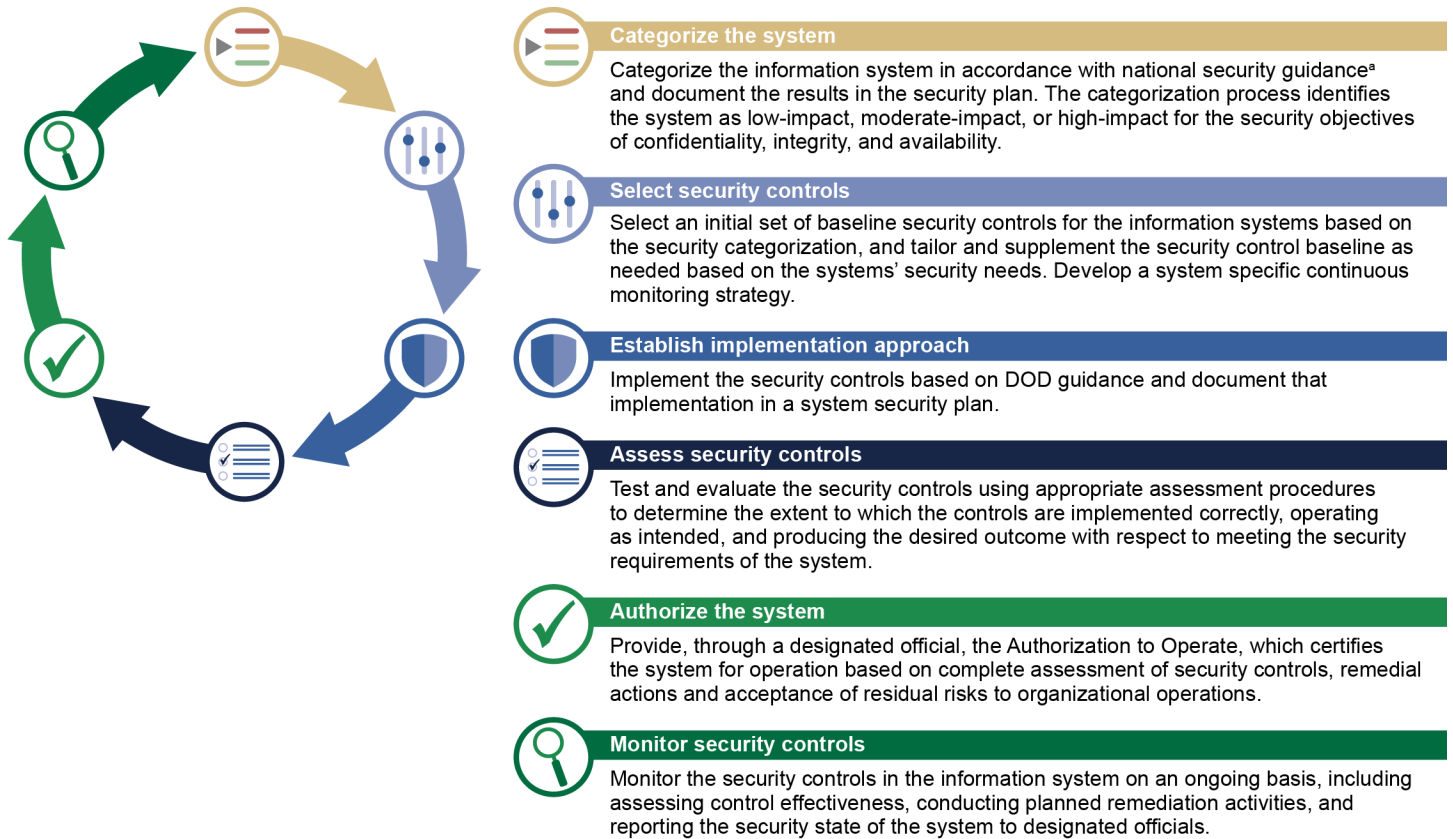 Categorize the system
Categorize the information system in accordance with national security guidanceᵃ
and document the results in the security plan. The categorization process identifies
the system as low-impact, moderate-impact, or high-impact for the security objectives
of confidentiality, integrity, and availability.
Select security controls
Select an initial set of baseline security controls for the information systems based on
the security categorization, and tailor and supplement the security control baseline as
needed based on the systems’ security needs. Develop a system specific continuous
monitoring strategy.
Establish implementation approach
Implement the security controls based on DOD guidance and document that
implementation in a system security plan.
Assess security controls
Test and evaluate the security controls using appropriate assessment procedures
to determine the extent to which the controls are implemented correctly, operating
as intended, and producing the desired outcome with respect to meeting the security
requirements of the system.
Authorize the system
Provide, through a designated official, the Authorization to Operate, which certifies
the system for operation based on complete assessment of security controls, remedial
actions and acceptance of residual risks to organizational operations.
Monitor security controls
Monitor the security controls in the information system on an ongoing basis, including
assessing control effectiveness, conducting planned remediation activities, and
reporting the security state of the system to designated officials.